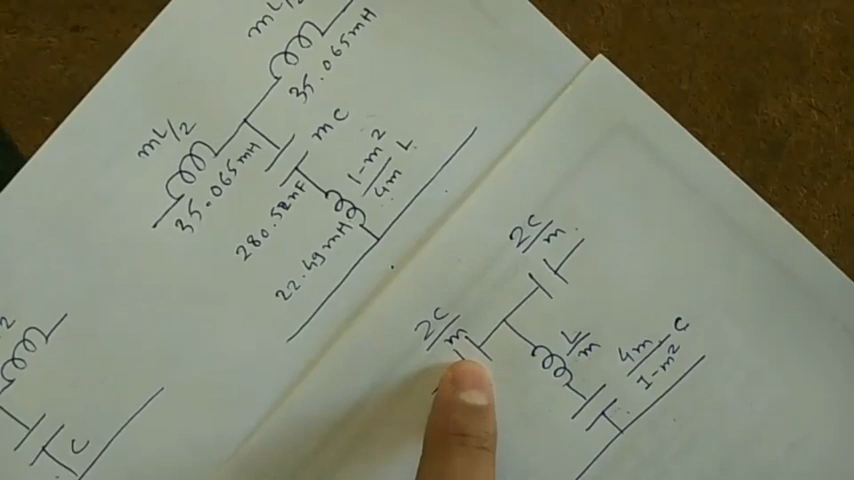 mL/2
35.065mH
mL/2
35.065mH
mC
280.52nF
1-m²/4m L
22.49mH
2C/m
2C/m
L/m
4m/1-m² C
C